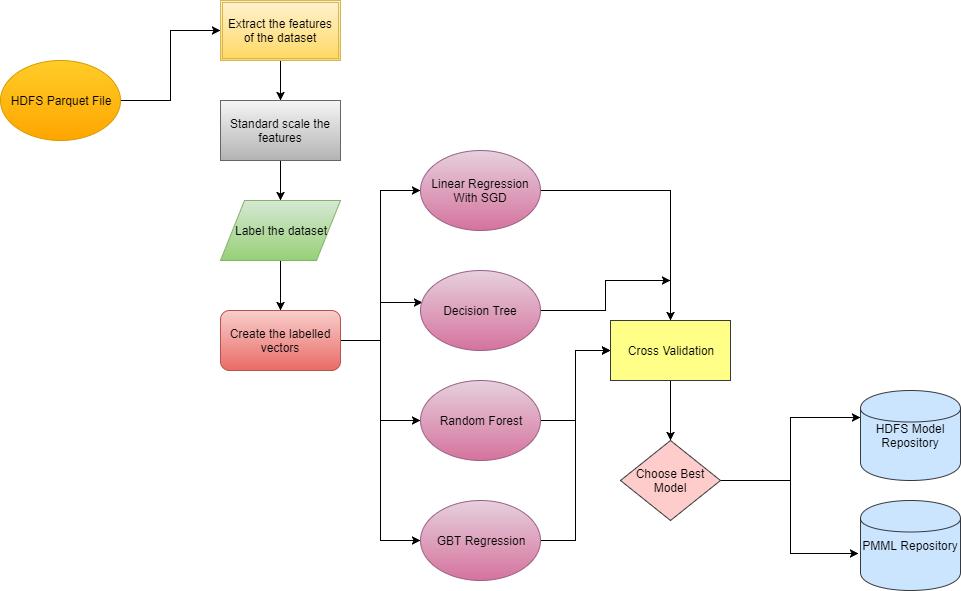 Extract the features
of the dataset
HDFS Parquet File
Standard scale the
features
Label the dataset
Create the labelled
vectors
Linear Regression
With SGD
Decision Tree
Random Forest
GBT Regression
Cross Validation
Choose Best
Model
HDFS Model
Repository
PMML Repository